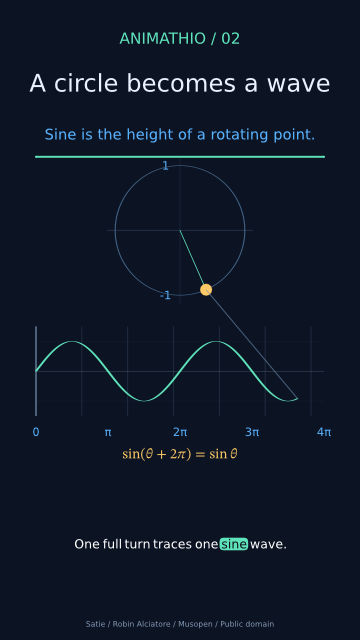 ANIMATHIO / 02
A circle becomes a wave
Sine is the height of a rotating point.
1
-1
0 π 2π 3π 4π
sin(θ + 2π) = sin θ
One full turn traces one sine wave.
Satie / Robin Alciatore / Musopen / Public domain